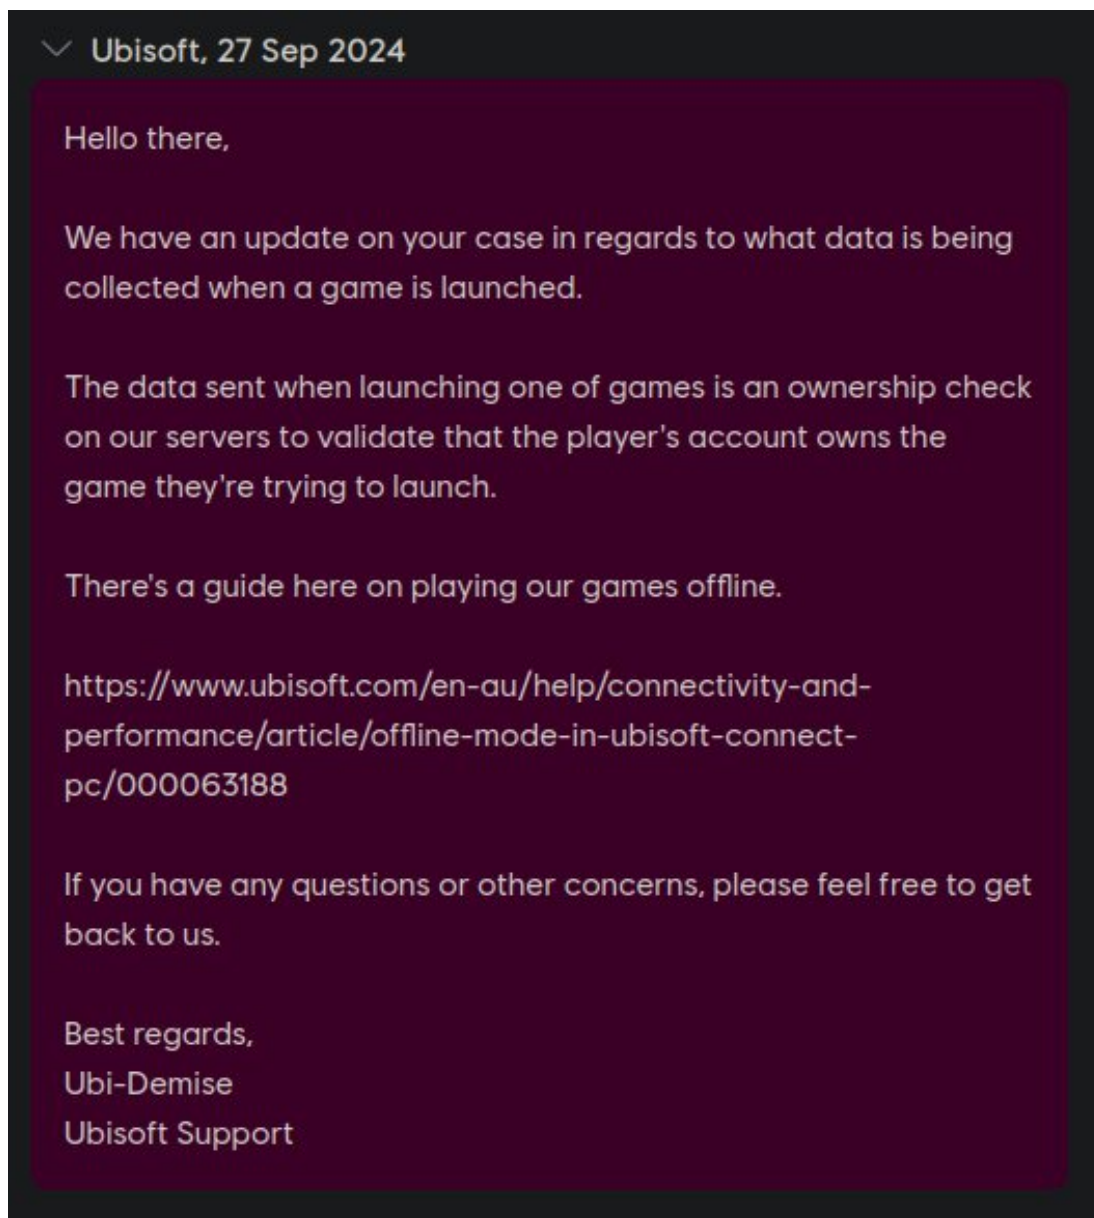 Ubisoft, 27 Sep 2024
Hello there,
We have an update on your case in regards to what data is being
collected when a game is launched.
The data sent when launching one of games is an ownership check
on our servers to validate that the player's account owns the
game they're trying to launch.
There's a guide here on playing our games offline.
https://www.ubisoft.com/en-au/help/connectivity-and-
performance/article/offline-mode-in-ubisoft-connect-
pc/000063188
If you have any questions or other concerns, please feel free to get
back to us.
Best regards,
Ubi-Demise
Ubisoft Support